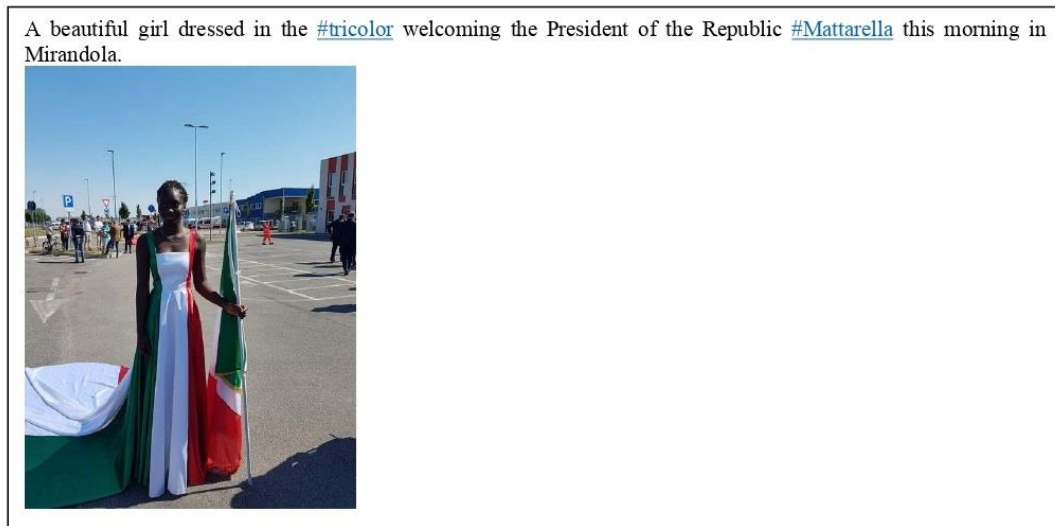 A beautiful girl dressed in the #tricolor welcoming the President of the Republic #Mattarella this morning in
Mirandola.
P